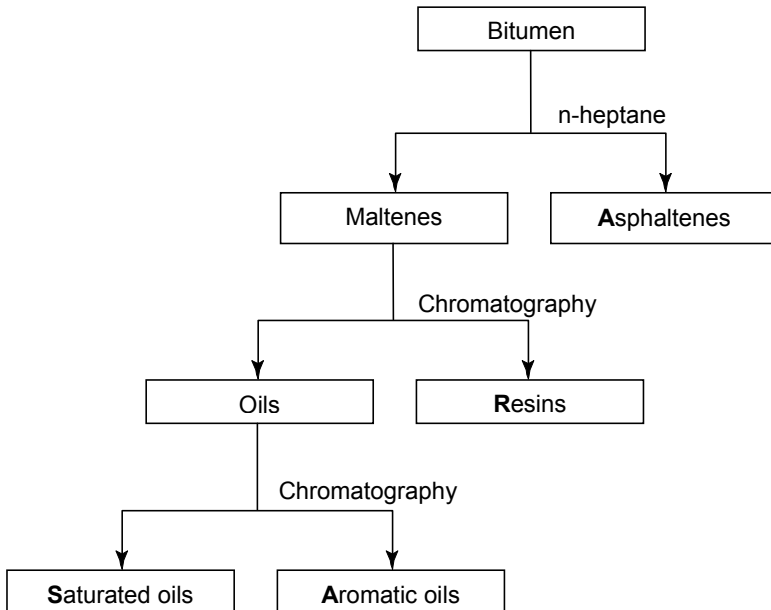 Bitumen
n-heptane
Maltenes
Asphaltenes
Chromatography
Oils
Resins
Chromatography
Saturated oils
Aromatic oils